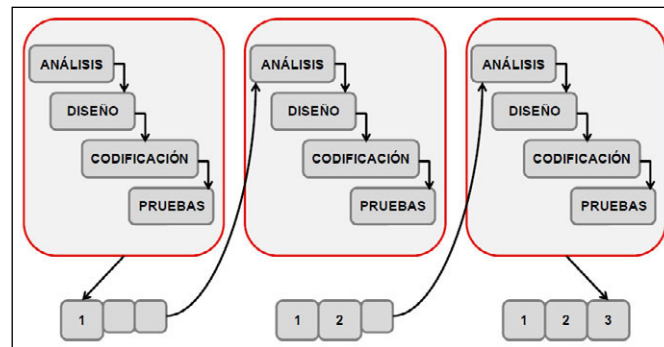 ANÁLISIS
DISEÑO
CODIFICACIÓN
PRUEBAS
1
ANÁLISIS
DISEÑO
CODIFICACIÓN
PRUEBAS
1 2
ANÁLISIS
DISEÑO
CODIFICACIÓN
PRUEBAS
1 2 3